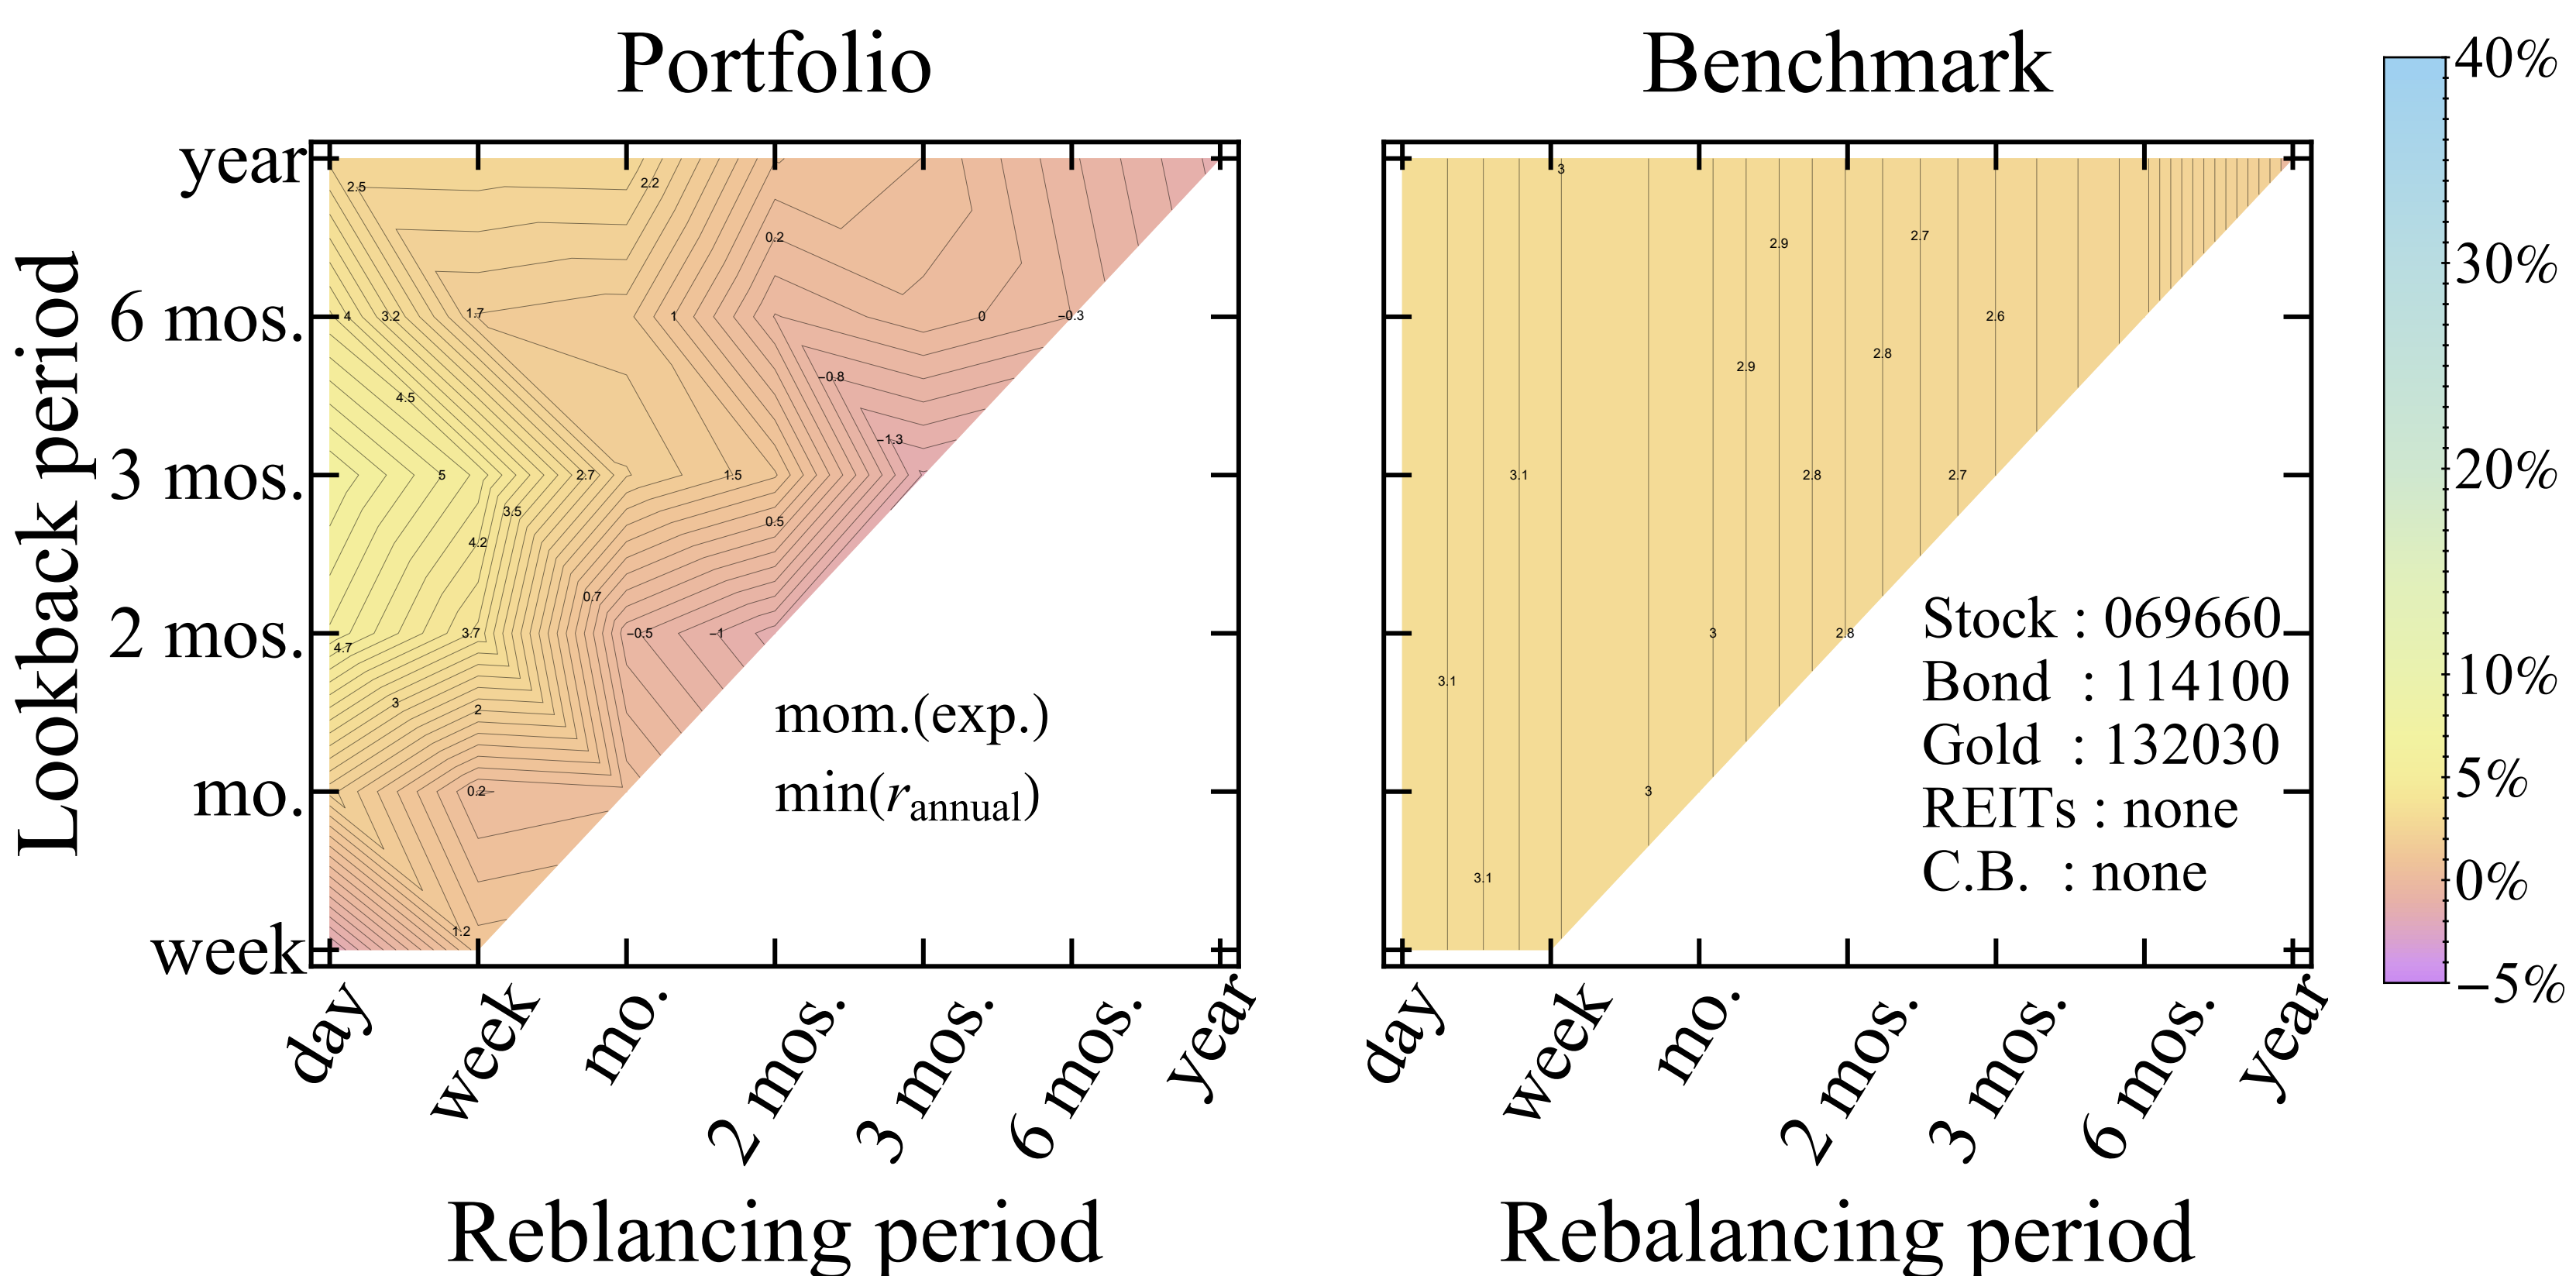 Portfolio
Benchmark
Lookback period
year
6 mos.
3 mos.
2 mos.
mo.
week
2.5
2.2
0.2
4
3.2
1.7
1
0
−0.3
−0.8
4.5
−1.3
5
2.7
1.5
3.5
0.5
4.2
0.7
3.7
−0.5
−1
4.7
3
2
0.2
1.2
mom.(exp.)
min(rannual)
day
week
mo.
2 mos.
3 mos.
6 mos.
year
Reblancing period
3
2.9
2.7
2.6
2.8
2.9
3.1
2.8
2.7
3
2.8
3.1
3
3.1
Stock : 069660
Bond : 114100
Gold : 132030
REITs : none
C.B. : none
day
week
mo.
2 mos.
3 mos.
6 mos.
year
Rebalancing period
40%
30%
20%
10%
5%
0%
−5%